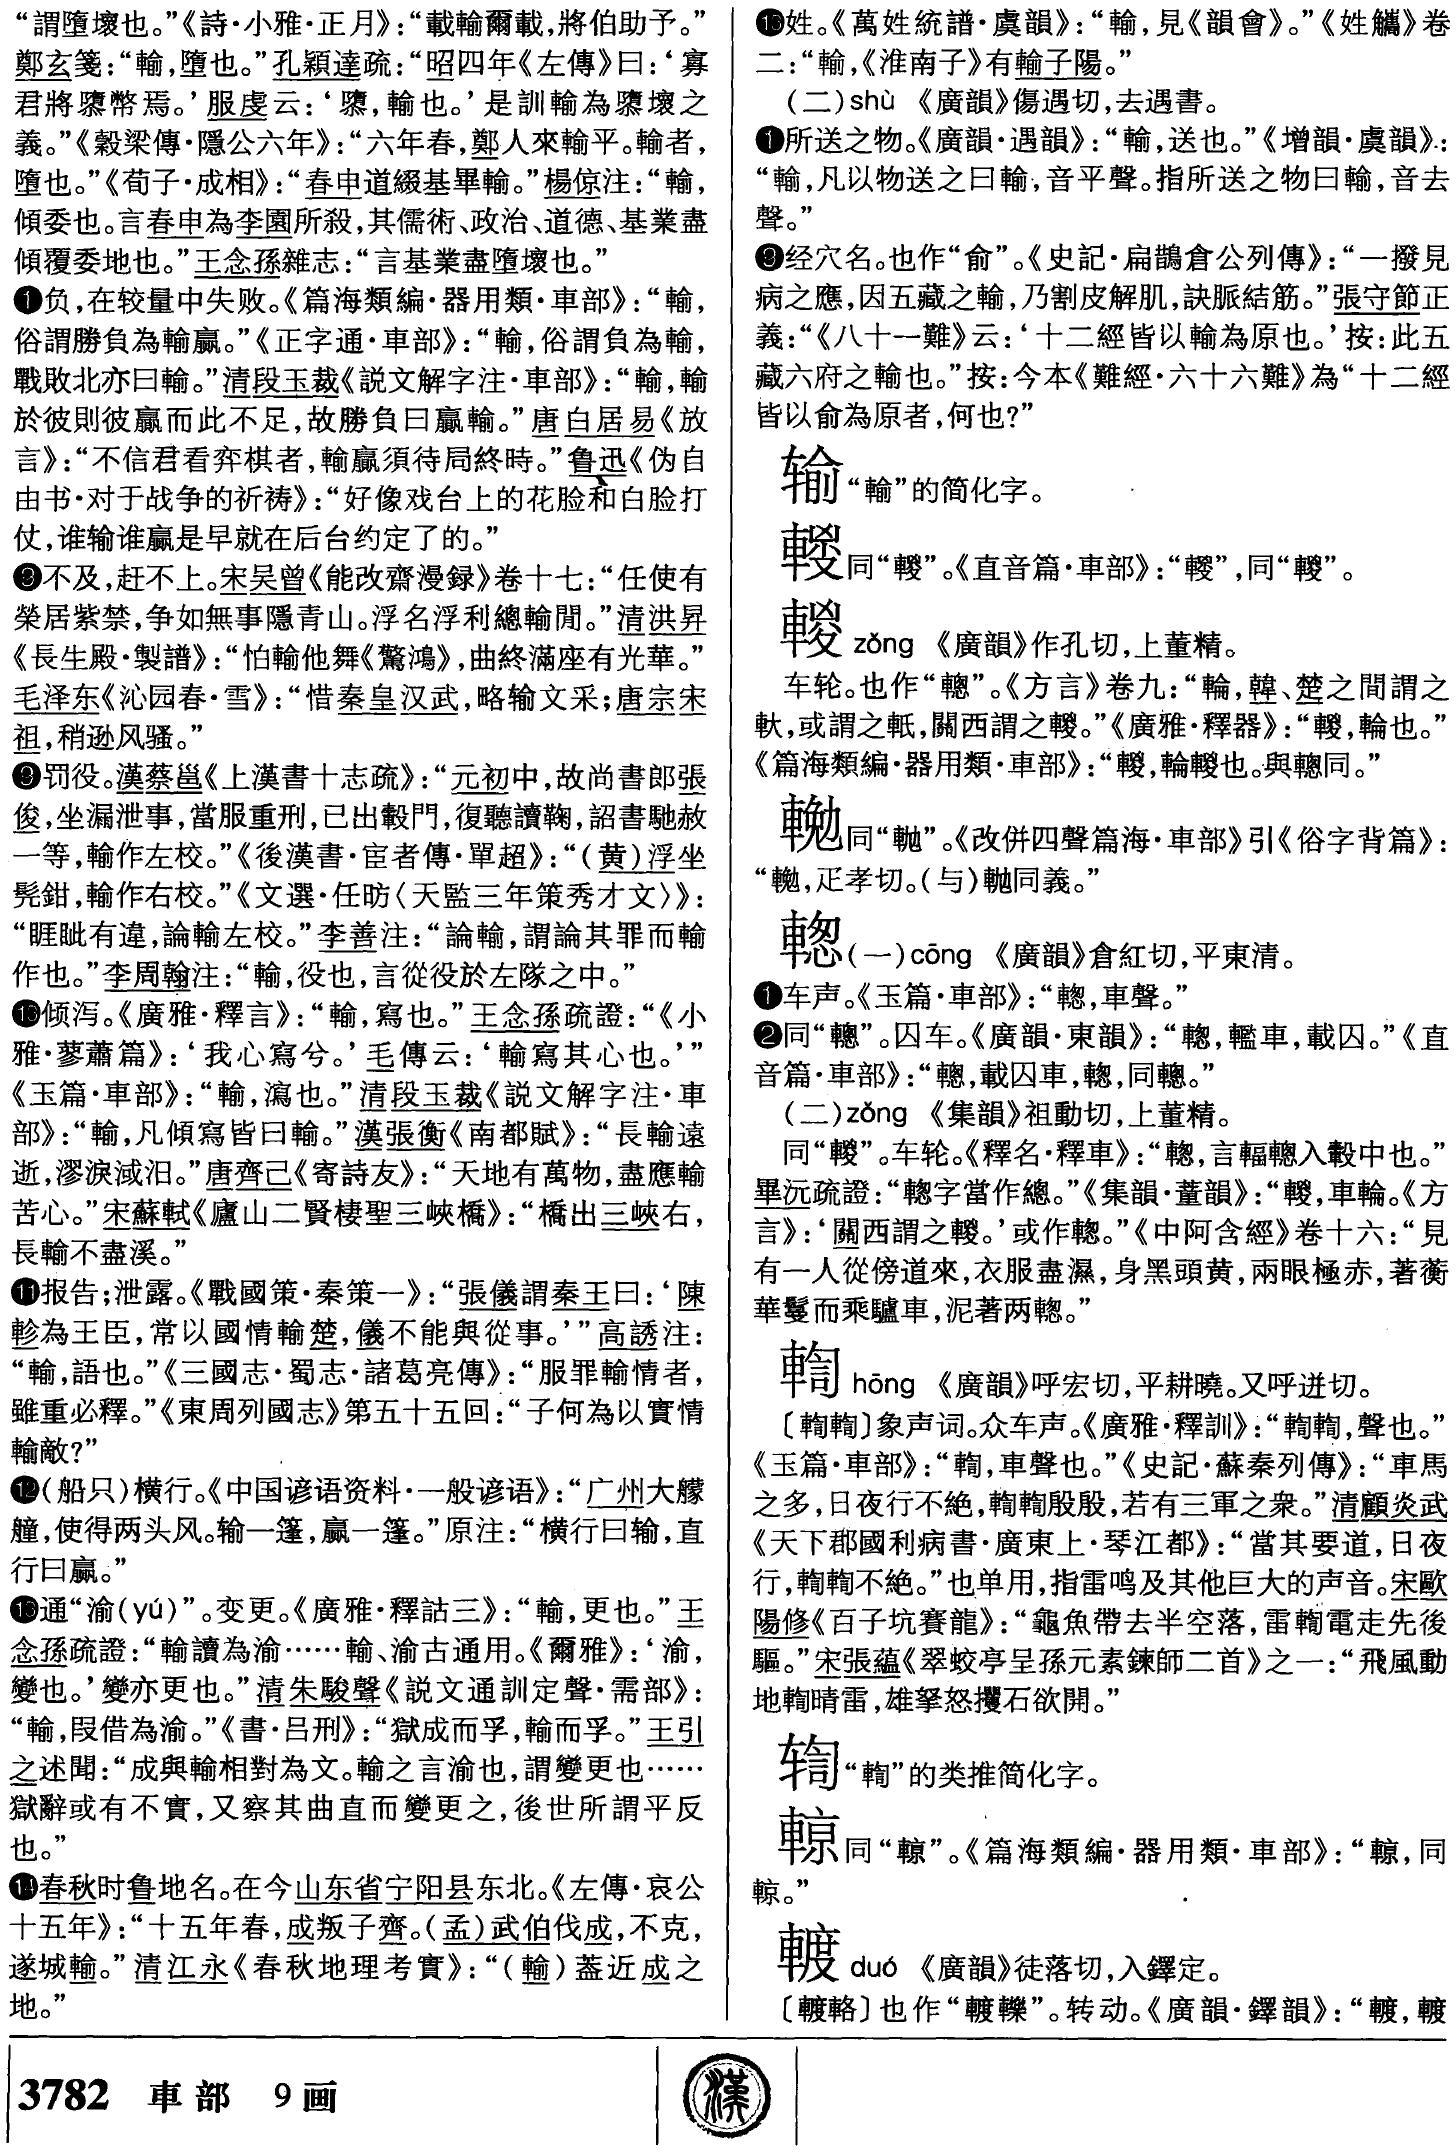 “謂墮壞也。”《詩·小雅·正月》：“載輸爾載，將伯助予。”
鄭玄箋：“輸，墮也。”孔穎達疏：“昭四年《左傳》曰：‘寡
君將隳幣焉。’服虔云：‘隳，輸也。’是訓輸為隳壞之
義。”《穀梁傳·隱公六年》：“六年春，鄭人來輸平。輸者，
墮也。”《荀子·成相》：“春申道綴基畢輸。”楊倞注：“輸，
傾委也。言春申為李園所殺，其儒術、政治、道德、基業盡
傾覆委地也。”王念孫雜志：“言基業盡墮壞也。”
❶负，在较量中失败。《篇海類編·器用類·車部》：“輸，
俗謂勝負為輸贏。”《正字通·車部》：“輸，俗謂負為輸，
戰敗北亦曰輸。”清段玉裁《説文解字注·車部》：“輸，輸
於彼則彼贏而此不足，故勝負曰贏輸。”唐白居易《放
言》：“不信君看弈棋者，輸贏須待局終時。”鲁迅《伪自
由书·对于战争的祈祷》：“好像戏台上的花脸和白脸打
仗，谁输谁赢是早就在后台约定了的。”
❽不及，赶不上。宋吴曾《能改齋漫録》卷十七：“任使有
榮居紫禁，争如無事隱青山。浮名浮利總輸閒。”清洪昇
《長生殿·製譜》：“怕輸他舞《驚鴻》，曲終滿座有光華。”
毛泽东《沁园春·雪》：“惜秦皇汉武，略输文采；唐宗宋
祖，稍逊风骚。”
❾罚役。漢蔡邕《上漢書十志疏》：“元初中，故尚書郎張
俊，坐漏泄事，當服重刑，已出轂門，復聽讀鞠，詔書馳赦
一等，輸作左校。”《後漢書·宦者傳·單超》：“（黄）浮坐
髡鉗，輸作右校。”《文選·任昉〈天監三年策秀才文〉》：
“睚眦有違，論輸左校。”李善注：“論輸，謂論其罪而輸
作也。”李周翰注：“輸，役也，言從役於左隊之中。”
❿倾泻。《廣雅·釋言》：“輸，寫也。”王念孫疏證：“《小
雅·蓼蕭篇》：‘我心寫兮。’毛傳云：‘輸寫其心也。’”
《玉篇·車部》：“輸，瀉也。”清段玉裁《説文解字注·車
部》：“輸，凡傾寫皆曰輸。”漢張衡《南都賦》：“長輸遠
逝，漻淚淢汩。”唐齊己《寄詩友》：“天地有萬物，盡應輸
苦心。”宋蘇軾《廬山二賢棲聖三峽橋》：“橋出三峽右，
長輸不盡溪。”
⓫报告；泄露。《戰國策·秦策一》：“張儀謂秦王曰：‘陳
軫為王臣，常以國情輸楚，儀不能與從事。’”高誘注：
“輸，語也。”《三國志·蜀志·諸葛亮傳》：“服罪輸情者，
雖重必釋。”《東周列國志》第五十五回：“子何為以實情
輸敵？”
⓬（船只）横行。《中国谚语资料·一般谚语》：“广州大艨
艟，使得两头风。输一篷，赢一篷。”原注：“横行曰输，直
行曰赢。”
⓭通“渝（yú）”。变更。《廣雅·釋詁三》：“輸，更也。”王
念孫疏證：“輸讀為渝……輸、渝古通用。《爾雅》：‘渝，
變也。’變亦更也。”清朱駿聲《説文通訓定聲·需部》：
“輸，叚借為渝。”《書·吕刑》：“獄成而孚，輸而孚。”王引
之述聞：“成與輸相對為文。輸之言渝也，謂變更也……
獄辭或有不實，又察其曲直而變更之，後世所謂平反
也。”
⓮春秋时鲁地名。在今山东省宁阳县东北。《左傳·哀公
十五年》：“十五年春，成叛于齊。（孟）武伯伐成，不克，
遂城輸。”清江永《春秋地理考實》：“（輸）蓋近成之
地。”
⓯姓。《萬姓統譜·虞韻》：“輸，見《韻會》。”《姓觿》卷
二：“輸，《淮南子》有輸子陽。”
（二）shù 《廣韻》傷遇切，去遇書。
❶所送之物。《廣韻·遇韻》：“輸，送也。”《增韻·虞韻》：
“輸，凡以物送之曰輸，音平聲。指所送之物曰輸，音去
聲。”
❷经穴名。也作“俞”。《史記·扁鵲倉公列傳》：“一撥見
病之應，因五藏之輸，乃割皮解肌，訣脈結筋。”張守節正
義：“《八十一難》云：‘十二經皆以輸為原也。’按：此五
藏六府之輸也。”按：今本《難經·六十六難》為“十二經
皆以俞為原者，何也？”
输“輸”的简化字。
同“輚”。《直音篇·車部》：同
zǒng 《廣韻》作孔切，上董精。
车轮。也作“轗”。《方言》卷九：“輪，韓、楚之間謂之
軑，或謂之軝，關西謂之輚。”《廣雅·釋器》：“輪也。”
《篇海類編·器用類·車部》：
同《改併四聲篇海·車部》引《俗字背篇》：
疋孝切。（与）同義。”
（一）cōng 《廣韻》倉紅切，平東清。
❶车声。《玉篇·車部》：“車聲。”
❷同囚车。《廣韻·東韻》：“轞車，載囚。”《直
音篇·車部》：“載囚車
（二）zǒng 《集韻》祖動切，上董精。
同车轮。《釋名·釋車》：“言輻入轂中也。”
畢沅疏證：“字當作總。”《集韻·董韻》：“車輪。《方
言》：‘關西謂之或作《中阿含經》卷十六：“見
有一人從傍道來，衣服盡濕，身黑頭黄，兩眼極赤，著蘅
華鬘而乘驢車，泥著两
輷 hōng 《廣韻》呼宏切，平耕曉。又呼迸切。
〔輷輷〕象声词。众车声。《廣雅·釋訓》：“輷輷，聲也。”
《玉篇·車部》：“輷，車聲也。”《史記·蘇秦列傳》：“車馬
之多，日夜行不絶，輷輷殷殷，若有三軍之衆。”清顧炎武
《天下郡國利病書·廣東上·琴江都》：“當其要道，日夜
行，輷輷不絶。”也单用，指雷鸣及其他巨大的声音。宋歐
陽修《百子坑賽龍》：“龜魚帶去半空落，雷輷電走先後
驅。”宋張藴《翠蛟亭呈孫元素鍊師二首》之一：“飛風動
地輷晴雷，雄拏怒攫石欲開。”
“輷”的类推简化字。
同“輬”。《篇海類編·器用類·車部》：同
輬。”
duó 《廣韻》徒落切，入鐸定。
也作转动。《廣韻·鐸韻》：
3782 車部 9画
漢